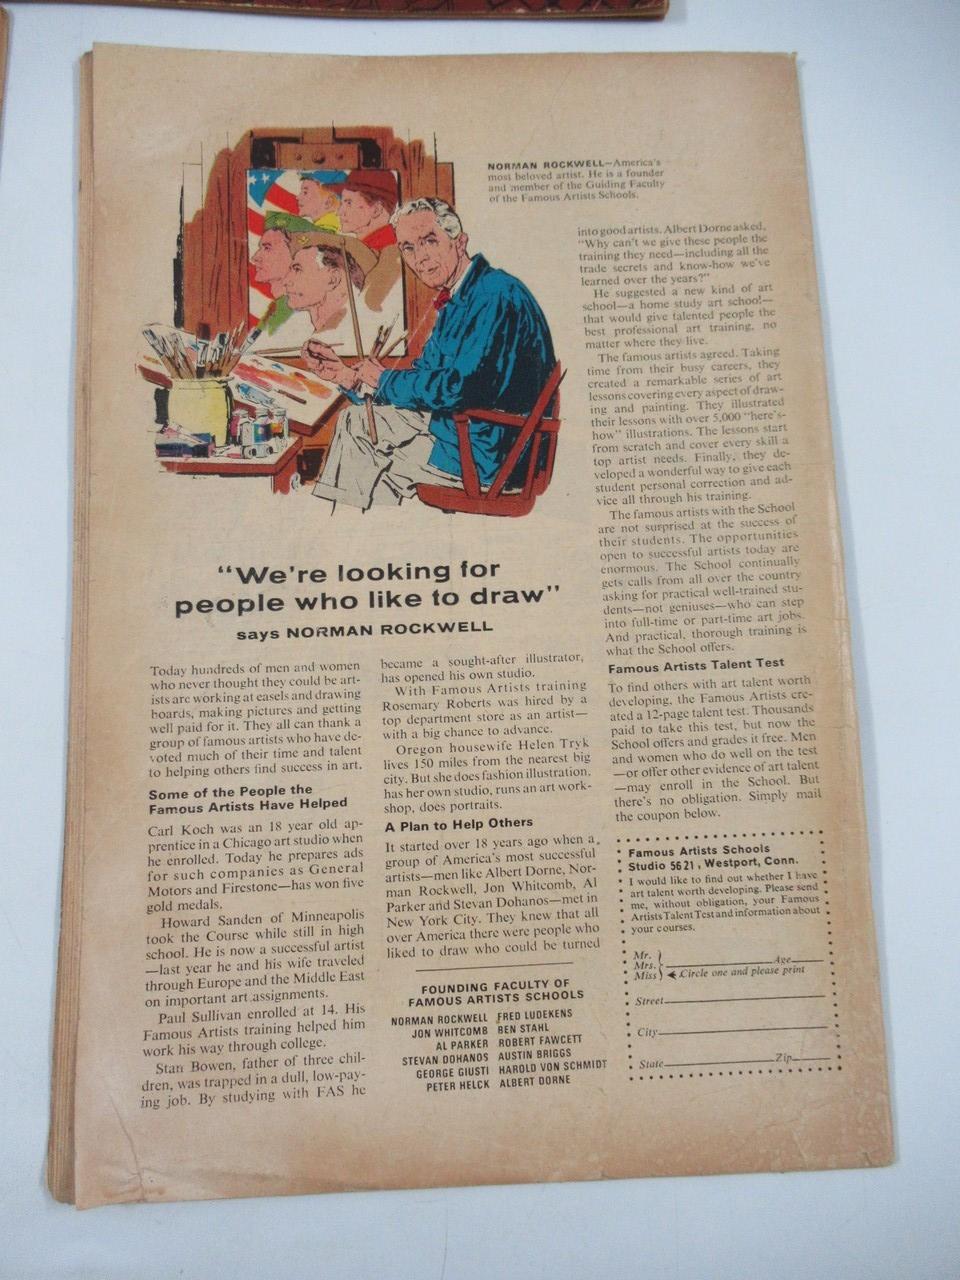 NORMAN ROCKWELL—America's
most beloved artist. He is a founder
and member of the Guiding Faculty
of the Famous Artists Schools.
"We're looking for
people who like to draw"
says NORMAN ROCKWELL
Today hundreds of men and women
who never thought they could be art-
ists are working at easels and drawing
boards, making pictures and getting
well paid for it. They all can thank a
group of famous artists who have de-
voted much of their time and talent
to helping others find success in art.
Some of the People the
Famous Artists Have Helped
Carl Koch was an 18 year old ap-
prentice in a Chicago art studio when
he enrolled. Today he prepares ads
for such companies as General
Motors and Firestone—has won five
gold medals.
Howard Sanden of Minneapolis
took the Course while still in high
school. He is now a successful artist
—last year he and his wife traveled
through Europe and the Middle East
on important art assignments.
Paul Sullivan enrolled at 14. His
Famous Artists training helped him
work his way through college.
Stan Bowen, father of three chil-
dren, was trapped in a dull, low-pay-
ing job. By studying with FAS he
became a sought-after illustrator,
has opened his own studio.
With Famous Artists training
Rosemary Roberts was hired by a
top department store as an artist—
with a big chance to advance.
Oregon housewife Helen Tryk
lives 150 miles from the nearest big
city. But she does fashion illustration,
has her own studio, runs an art work-
shop, does portraits.
A Plan to Help Others
It started over 18 years ago when a
group of America's most successful
artists—men like Albert Dorne, Nor-
man Rockwell, Jon Whitcomb, Al
Parker and Stevan Dohanos—met in
New York City. They knew that all
over America there were people who
liked to draw who could be turned
into good artists. Albert Dorne asked,
"Why can't we give these people the
training they need—including all the
trade secrets and know-how we've
learned over the years?"
He suggested a new kind of art
school—a home study art school—
that would give talented people the
best professional art training, no
matter where they live.
The famous artists agreed. Taking
time from their busy careers, they
created a remarkable series of art
lessons covering every aspect of draw-
ing and painting. They illustrated
their lessons with over 5,000 "here's-
how" illustrations. The lessons start
from scratch and cover every skill a
top artist needs. Finally, they de-
veloped a wonderful way to give each
student personal correction and ad-
vice all through his training.
The famous artists with the School
are not surprised at the success of
their students. The opportunities
open to successful artists today are
enormous. The School continually
gets calls from all over the country
asking for practical well-trained stu-
dents—not geniuses—who can step
into full-time or part-time art jobs.
And practical, thorough training is
what the School offers.
Famous Artists Talent Test
To find others with art talent worth
developing, the Famous Artists cre-
ated a 12-page talent test. Thousands
paid to take this test, but now the
School offers and grades it free. Men
and women who do well on the test
—or offer other evidence of art talent
—may enroll in the School. But
there's no obligation. Simply mail
the coupon below.
FOUNDING FACULTY OF
FAMOUS ARTISTS SCHOOLS
NORMAN ROCKWELL FRED LUDEKENS
JON WHITCOMB BEN STAHL
AL PARKER ROBERT FAWCETT
STEVAN DOHANOS AUSTIN BRIGGS
GEORGE GIUSTI HAROLD VON SCHMIDT
PETER HELCK ALBERT DORNE
Famous Artists Schools
Studio 5621, Westport, Conn.
I would like to find out whether I have
art talent worth developing. Please send
me, without obligation, your Famous
Artists Talent Test and information about
your courses.
Mr.
Mrs. Age
Miss Circle one and please print
Street
City
State Zip